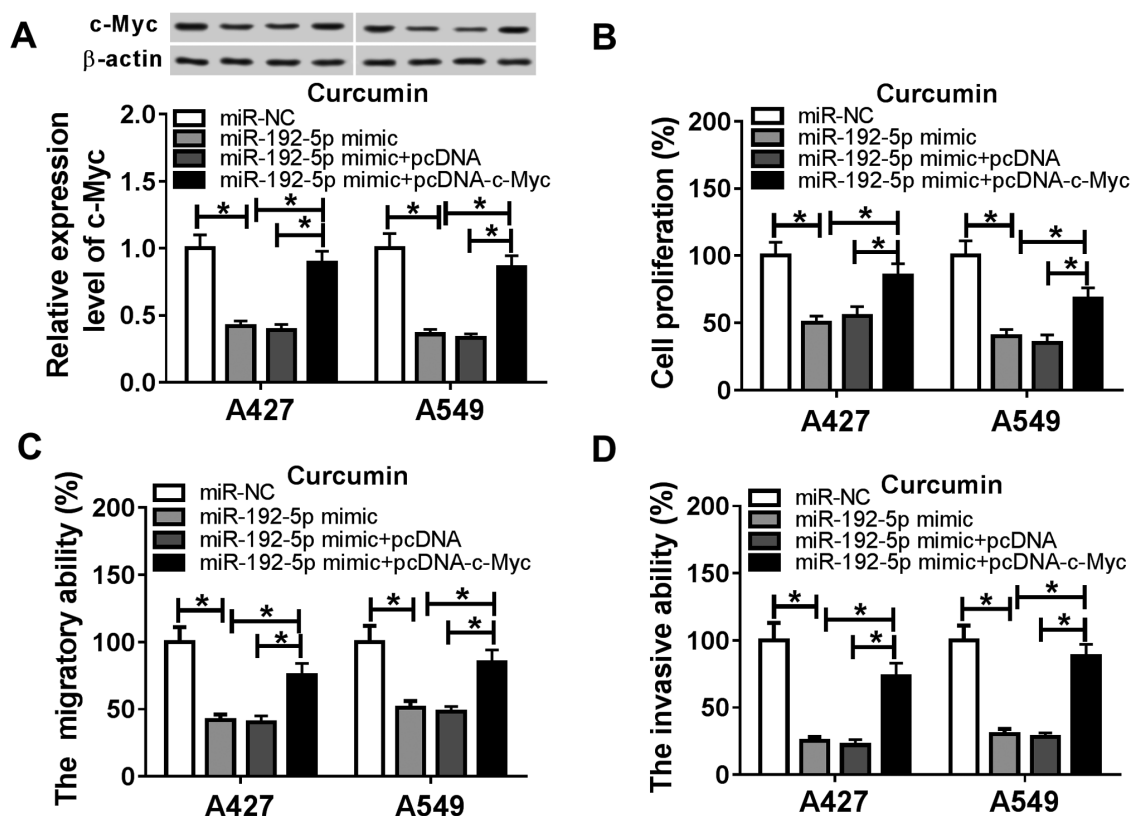 A
c-Myc
β-actin
Curcumin
miR-NC
miR-192-5p mimic
miR-192-5p mimic+pcDNA
miR-192-5p mimic+pcDNA-c-Myc
Relative expression
level of c-Myc
2.0
1.5
1.0
0.5
0.0
* * * * * *
A427 A549
B
Curcumin
miR-NC
miR-192-5p mimic
miR-192-5p mimic+pcDNA
miR-192-5p mimic+pcDNA-c-Myc
Cell proliferation (%)
200
150
100
50
0
* * * * * *
A427 A549
C
Curcumin
miR-NC
miR-192-5p mimic
miR-192-5p mimic+pcDNA
miR-192-5p mimic+pcDNA-c-Myc
The migratory ability (%)
200
150
100
50
0
* * * * * *
A427 A549
D
Curcumin
miR-NC
miR-192-5p mimic
miR-192-5p mimic+pcDNA
miR-192-5p mimic+pcDNA-c-Myc
The invasive ability (%)
200
150
100
50
0
* * * * * *
A427 A549